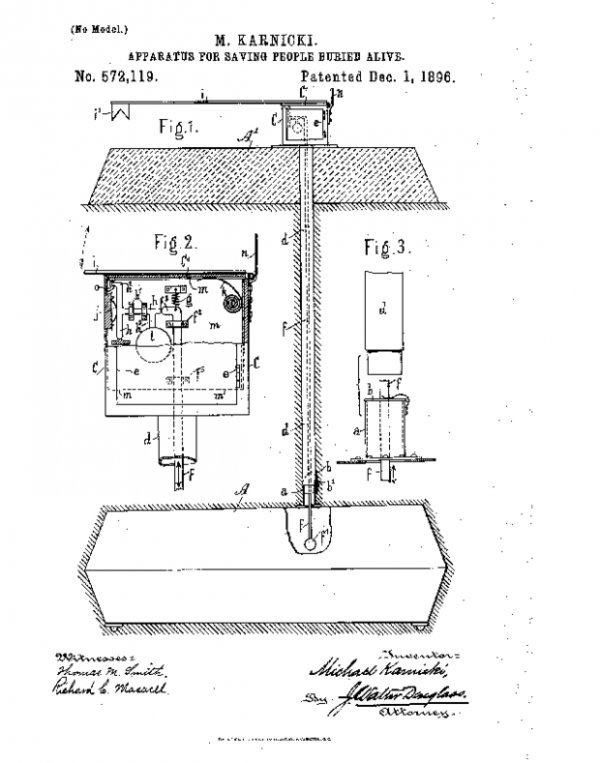 (No Model.)
M. KARNICKI.
APPARATUS FOR SAVING PEOPLE BURIED ALIVE.
No. 572,119.
Patented Dec. 1, 1896.
Fig.1.
Fig.2.
Fig.3.
Witnesses:
Thomas M. Smith.
Richard C. Maxwell.
Inventor:
Michael Karnicki,
By J. Walter Douglass.
Attorney.